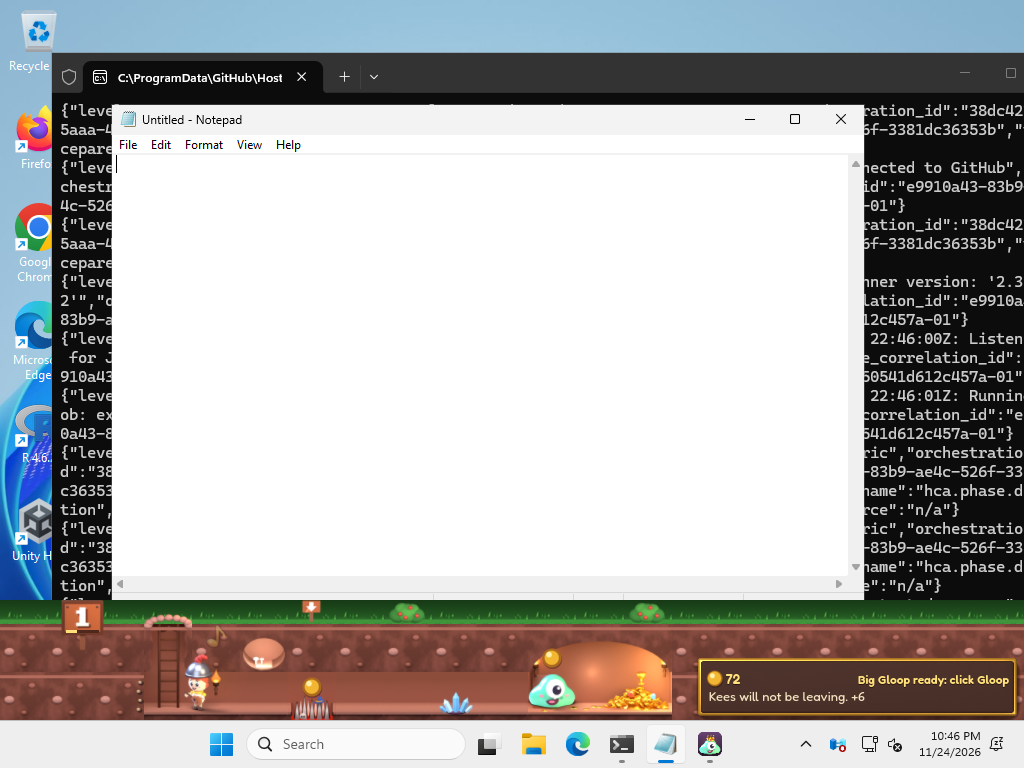 Recycle
Firefo
Googl
Chrom
Micros
Edge
R 4.6.
Unity H
C:\ProgramData\GitHub\Host
{"leve
ration_id":"38dc42
5aaa-4
6f-3381dc36353b","
cepare
{"leve
nected to GitHub",
chestr
id":"e9910a43-83b9
4c-526
-01"}
{"leve
ration_id":"38dc42
5aaa-4
6f-3381dc36353b","
cepare
{"leve
nner version: '2.3
2'","o
lation_id":"e9910a
83b9-a
12c457a-01"}
{"leve
22:46:00Z: Listen
for J
e_correlation_id":
910a43
60541d612c457a-01"
{"leve
22:46:01Z: Runnin
ob: ex
correlation_id":"e
0a43-8
541d612c457a-01"}
{"leve
ric","orchestratio
d":"38
-83b9-ae4c-526f-33
c36353
name":"hca.phase.d
tion",
rce":"n/a"}
{"leve
ric","orchestratio
d":"38
-83b9-ae4c-526f-33
c36353
name":"hca.phase.d
tion",
ce":"n/a"}
Untitled - Notepad
File Edit Format View Help
1
72
Big Gloop ready: click Gloop
Kees will not be leaving. +6
Search
10:46 PM
11/24/2026